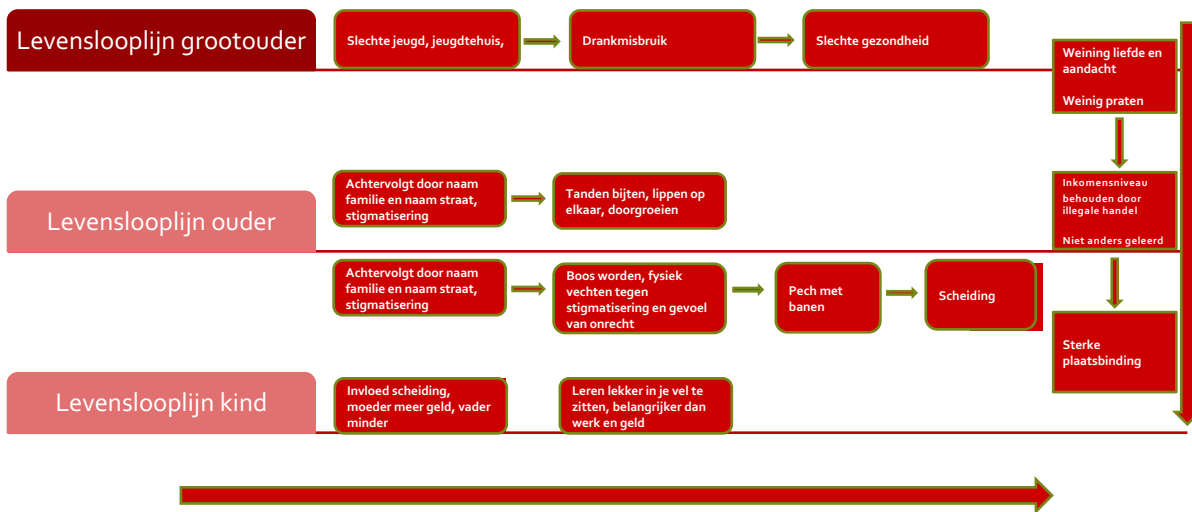 Levenslooplijn grootouder
Slechte jeugd, jeugdtehuis,
Drankmisbruik
Slechte gezondheid
Weining liefde en
aandacht
Weinig praten
Levenslooplijn ouder
Achtervolgt door naam
familie en naam straat,
stigmatisering
Tanden bijten, lippen op
elkaar, doorgroeien
Inkomensniveau
behouden door
illegale handel
Niet anders geleerd
Achtervolgt door naam
familie en naam straat,
stigmatisering
Boos worden, fysiek
vechten tegen
stigmatisering en gevoel
van onrecht
Pech met
banen
Scheiding
Sterke
plaatsbinding
Levenslooplijn kind
Invloed scheiding,
moeder meer geld, vader
minder
Leren lekker in je vel te
zitten, belangrijker dan
werk en geld